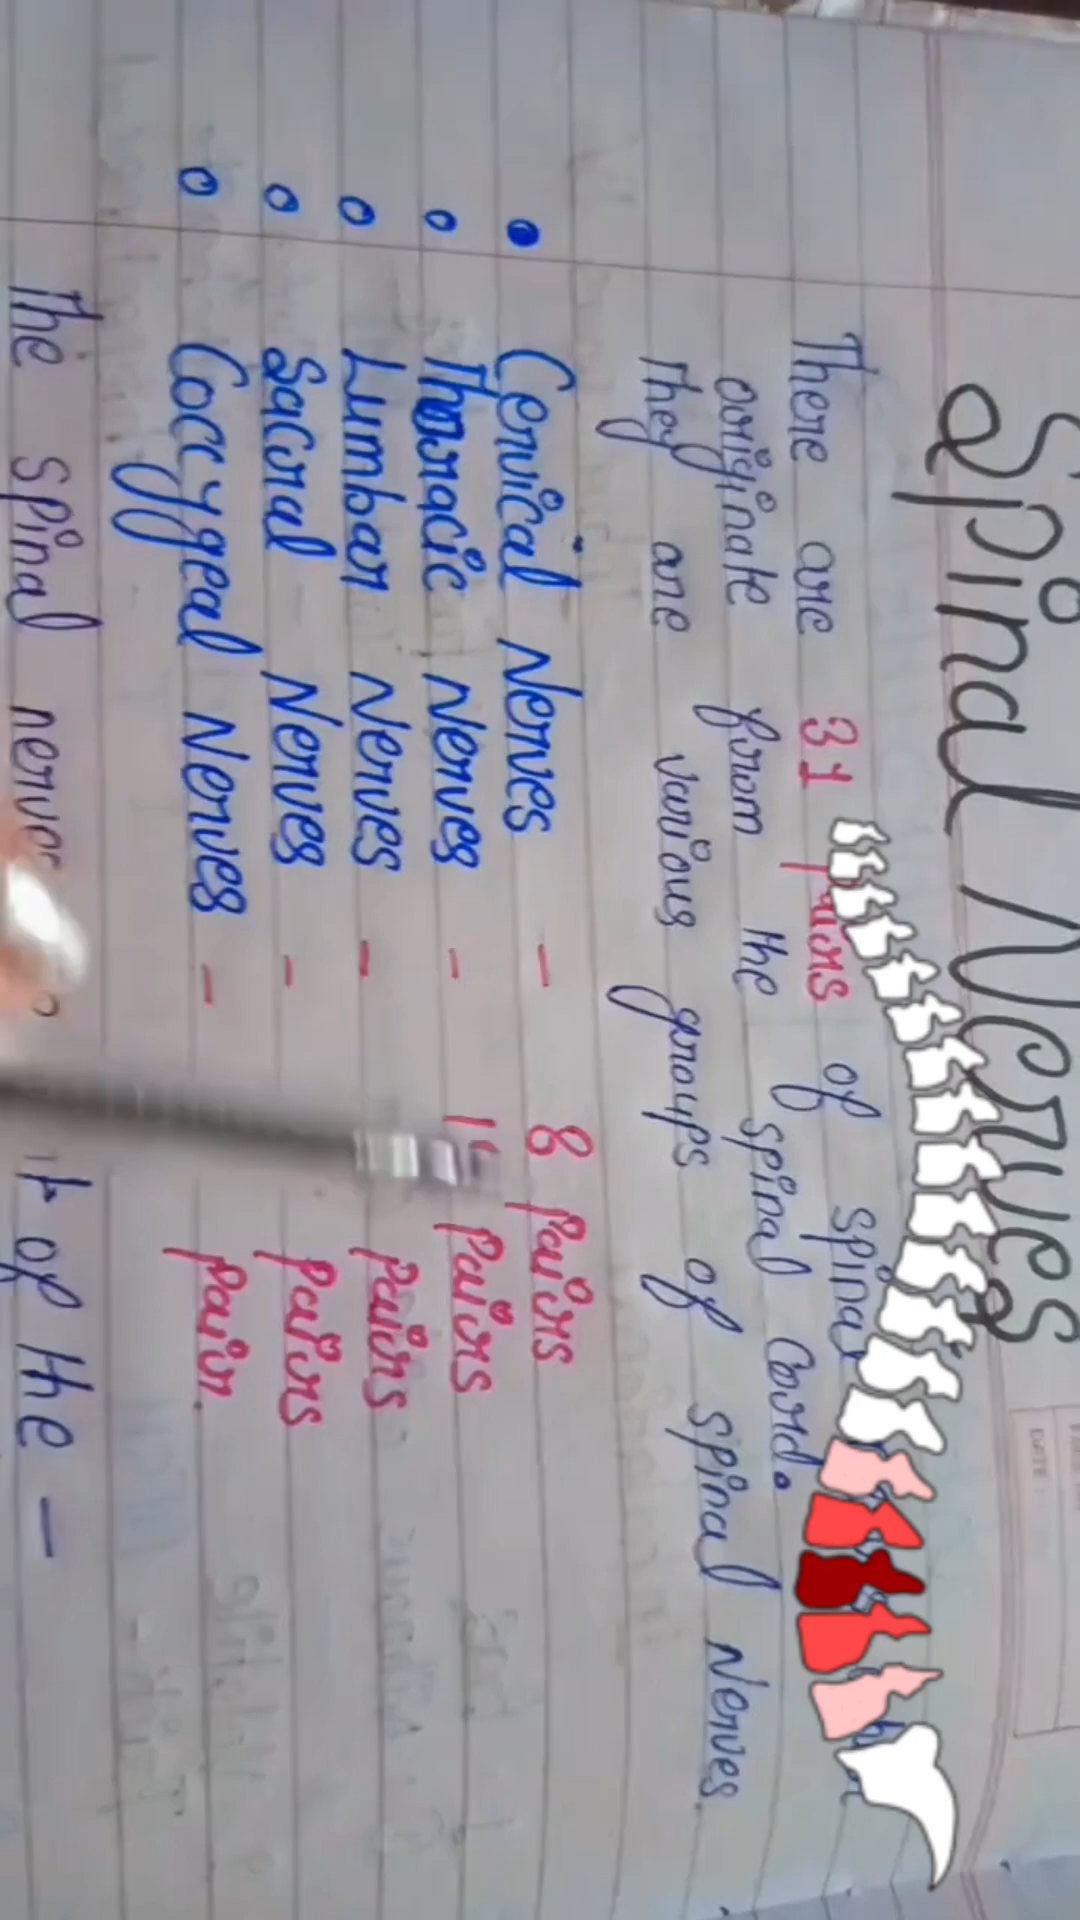 Spinal Nerves
There are 31 pairs of spinal
originate from the spinal cord.
They are various groups of spinal nerves.
• Cervical Nerves - 8 pairs
o Thoracic Nerves - pairs
o Lumbar Nerves - pairs
o Sacral Nerves - pairs
o Coccygeal Nerves - pair.
The spinal of the -